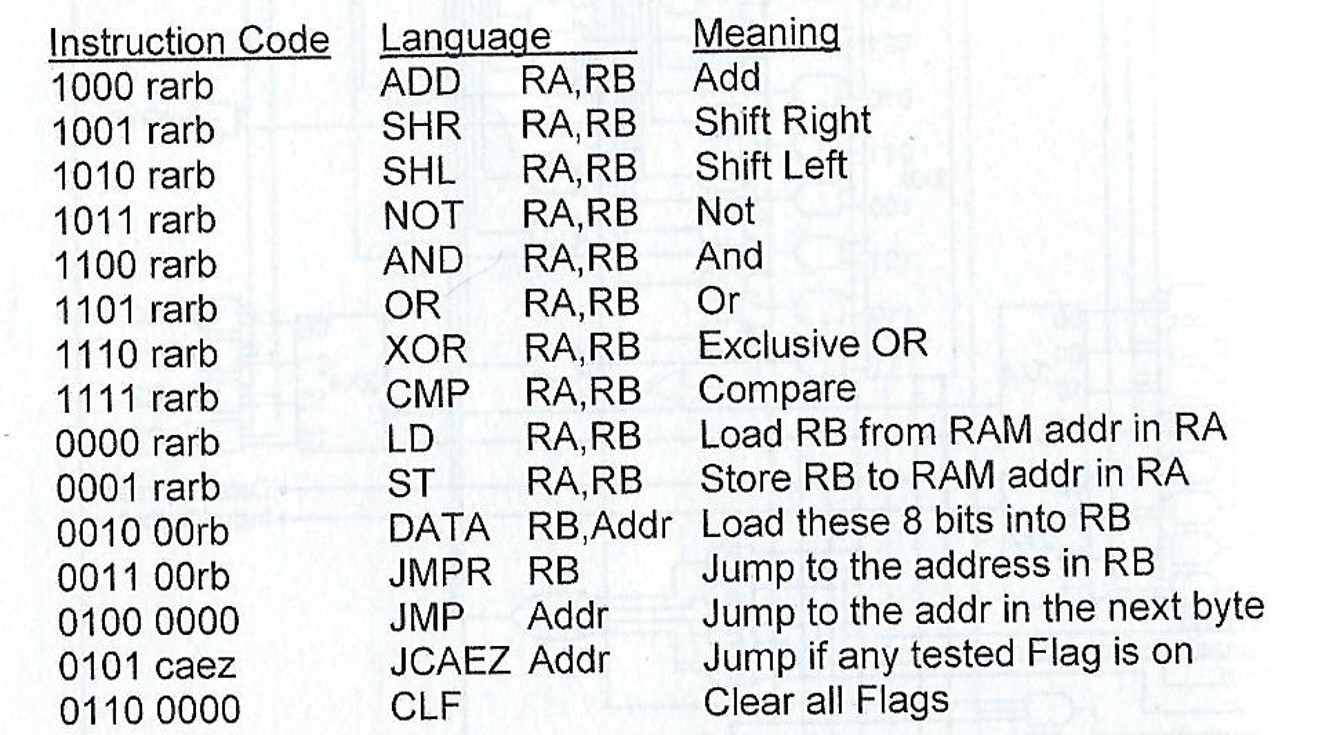 Instruction Code Language Meaning
1000 rarb ADD RA,RB Add
1001 rarb SHR RA,RB Shift Right
1010 rarb SHL RA,RB Shift Left
1011 rarb NOT RA,RB Not
1100 rarb AND RA,RB And
1101 rarb OR RA,RB Or
1110 rarb XOR RA,RB Exclusive OR
1111 rarb CMP RA,RB Compare
0000 rarb LD RA,RB Load RB from RAM addr in RA
0001 rarb ST RA,RB Store RB to RAM addr in RA
0010 00rb DATA RB,Addr Load these 8 bits into RB
0011 00rb JMPR RB Jump to the address in RB
0100 0000 JMP Addr Jump to the addr in the next byte
0101 caez JCAEZ Addr Jump if any tested Flag is on
0110 0000 CLF Clear all Flags